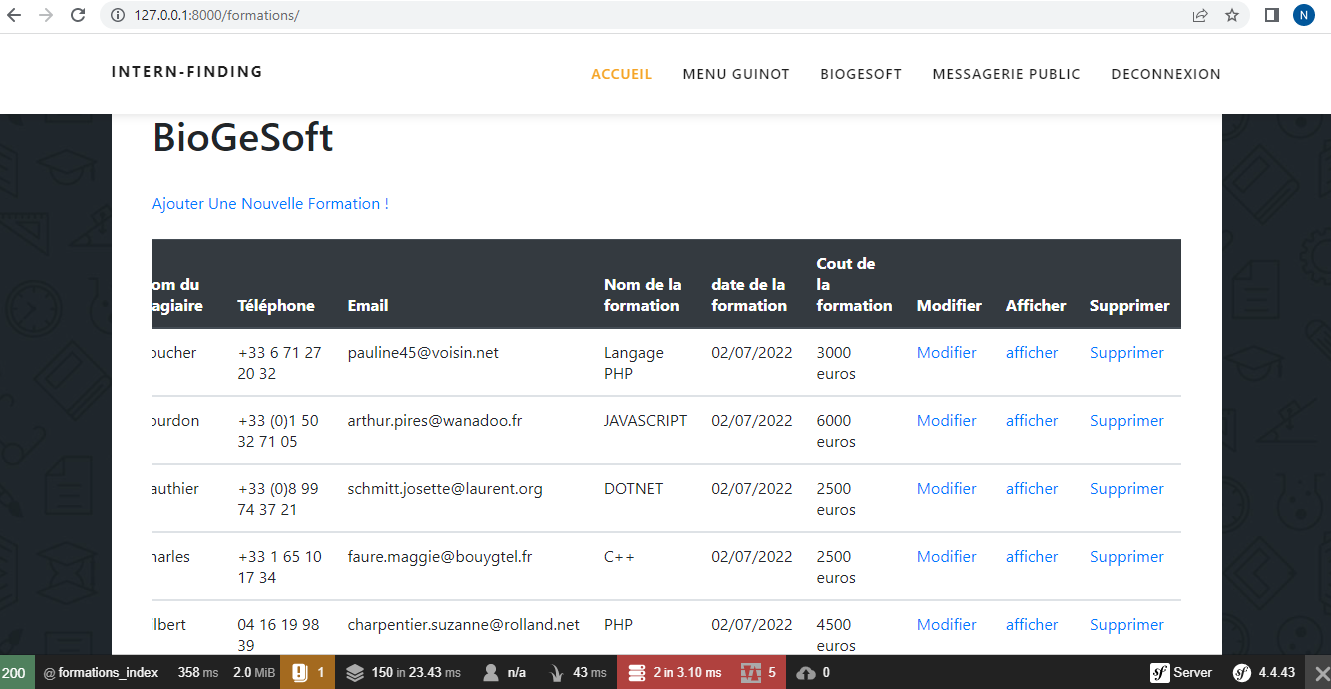 127.0.0.1:8000/formations/
N
INTERN-FINDING
ACCUEIL MENU GUINOT BIOGESOFT MESSAGERIE PUBLIC DECONNEXION
BioGeSoft
Ajouter Une Nouvelle Formation !
Cout de
om du Nom de la date de la la
agiaire Téléphone Email formation formation formation Modifier Afficher Supprimer
oucher +33 6 71 27 pauline45@voisin.net Langage 02/07/2022 3000 Modifier afficher Supprimer
20 32 PHP euros
ourdon +33 (0)1 50 arthur.pires@wanadoo.fr JAVASCRIPT 02/07/2022 6000 Modifier afficher Supprimer
32 71 05 euros
authier +33 (0)8 99 schmitt.josette@laurent.org DOTNET 02/07/2022 2500 Modifier afficher Supprimer
74 37 21 euros
harles +33 1 65 10 faure.maggie@bouygtel.fr C++ 02/07/2022 2500 Modifier afficher Supprimer
17 34 euros
lbert 04 16 19 98 charpentier.suzanne@rolland.net PHP 02/07/2022 4500 Modifier afficher Supprimer
39 euros
200 @ formations_index 358 ms 2.0 MiB 1 150 in 23.43 ms n/a 43 ms 2 in 3.10 ms 5 0 Server 4.4.43